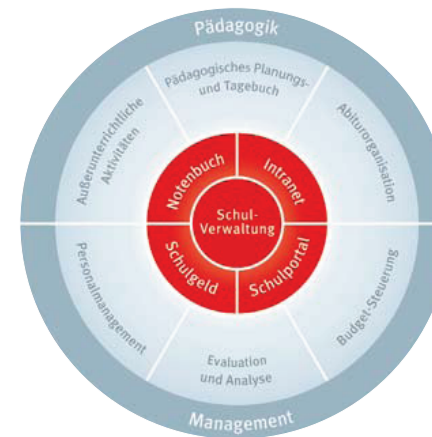 Pädagogik
Pädagogisches Planungs-
und Tagebuch
Außerunterrichtliche
Aktivitäten
Abiturorganisation
Notenbuch
Intranet
Schul-
Verwaltung
Schulgeld
Schulportal
Personalmanagement
Budget-Steuerung
Evaluation
und Analyse
Management